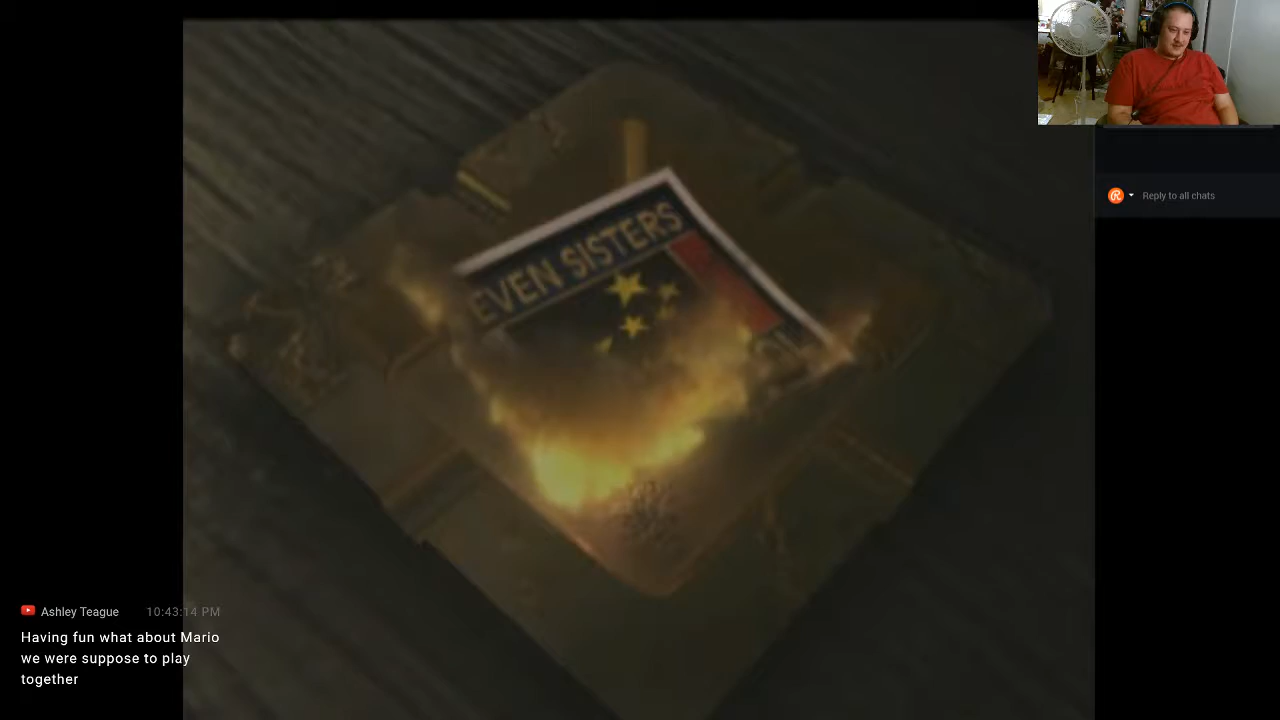 EVEN SISTERS
Reply to all chats
Ashley Teague 10:43:14 PM
Having fun what about Mario
we were suppose to play
together